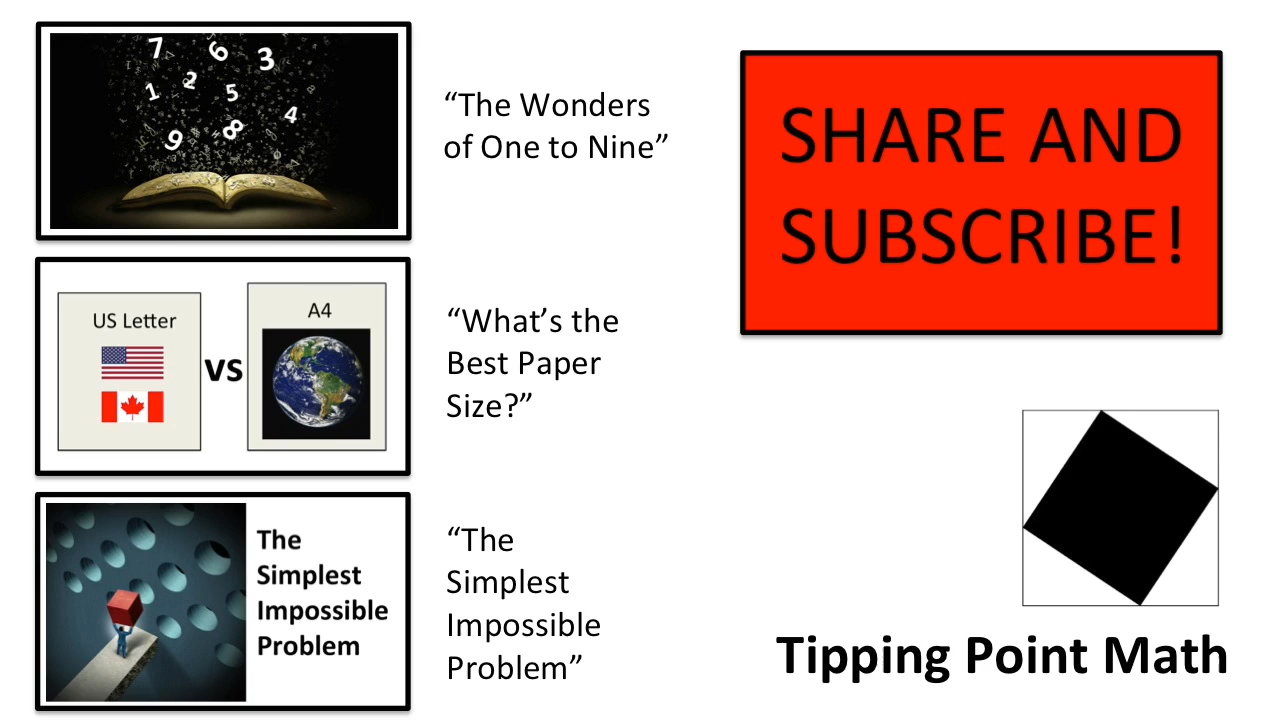 7 6 3
1 2 5
4
9 8
“The Wonders
of One to Nine”
SHARE AND
SUBSCRIBE!
US Letter
VS
A4
“What’s the
Best Paper
Size?”
The
Simplest
Impossible
Problem
“The
Simplest
Impossible
Problem”
Tipping Point Math